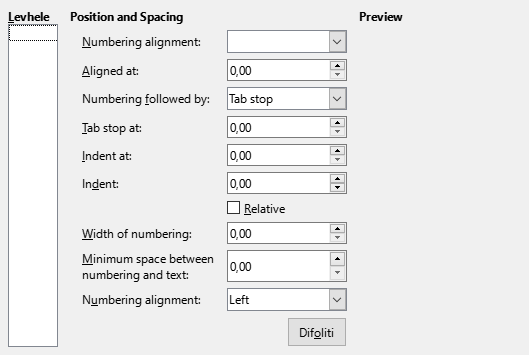 Levhele
Position and Spacing
Preview
Numbering alignment:
Aligned at: 0,00
Numbering followed by: Tab stop
Tab stop at: 0,00
Indent at: 0,00
Indent: 0,00
Relative
Width of numbering: 0,00
Minimum space between
numbering and text: 0,00
Numbering alignment: Left
Difoliti